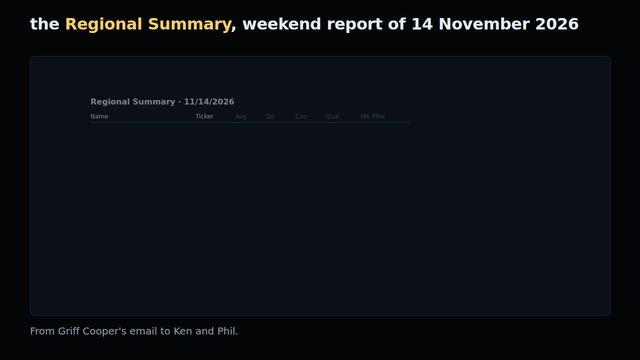 the Regional Summary, weekend report of 14 November 2026
Regional Summary · 11/14/2026
Name Ticker Avg Str Con Qual MA filter
From Griff Cooper's email to Ken and Phil.